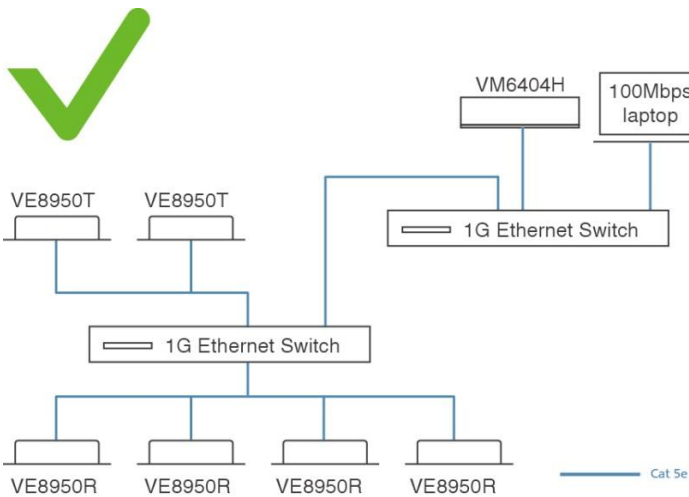 VM6404H
100Mbps
laptop
VE8950T
VE8950T
1G Ethernet Switch
1G Ethernet Switch
VE8950R
VE8950R
VE8950R
VE8950R
Cat 5e